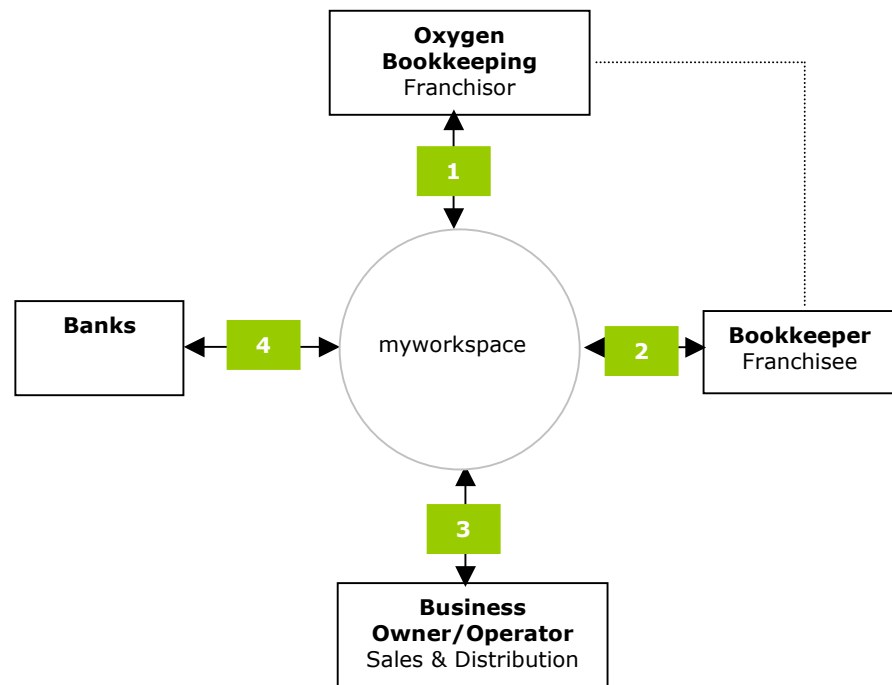 Oxygen
Bookkeeping
Franchisor
1
Banks
4
myworkspace
2
Bookkeeper
Franchisee
3
Business
Owner/Operator
Sales & Distribution